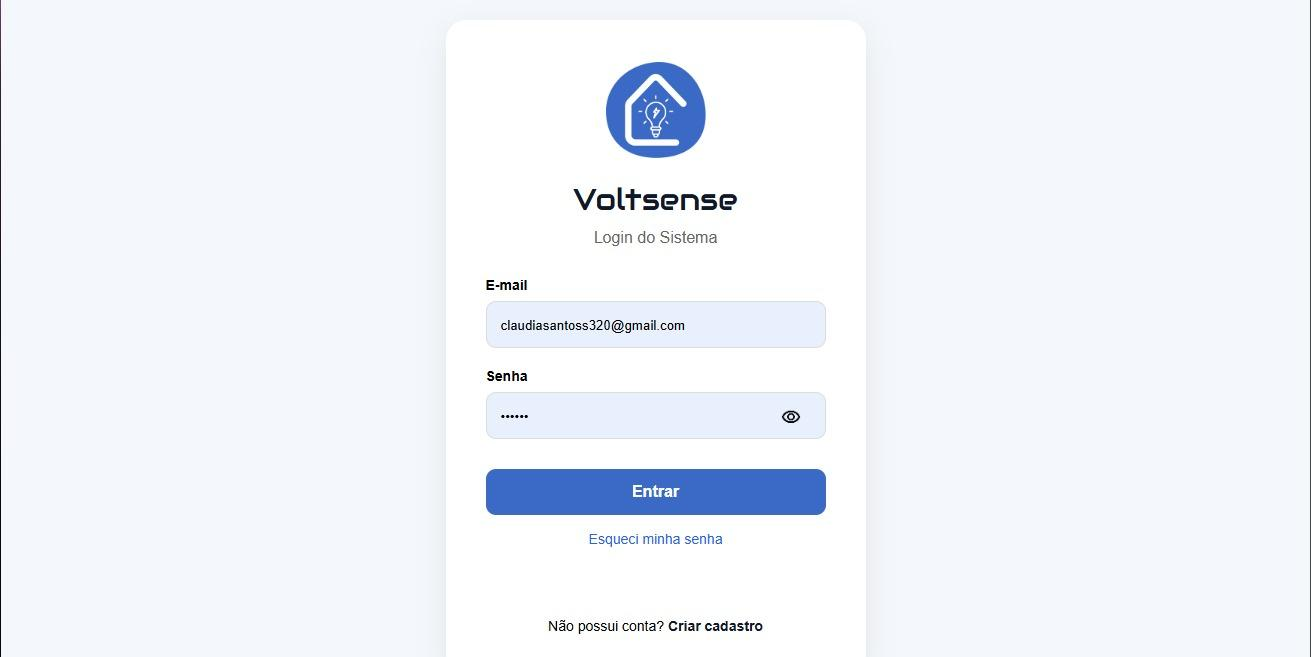 Voltsense
Login do Sistema
E-mail
claudiasantoss320@gmail.com
Senha
••••••
Entrar
Esqueci minha senha
Não possui conta? Criar cadastro